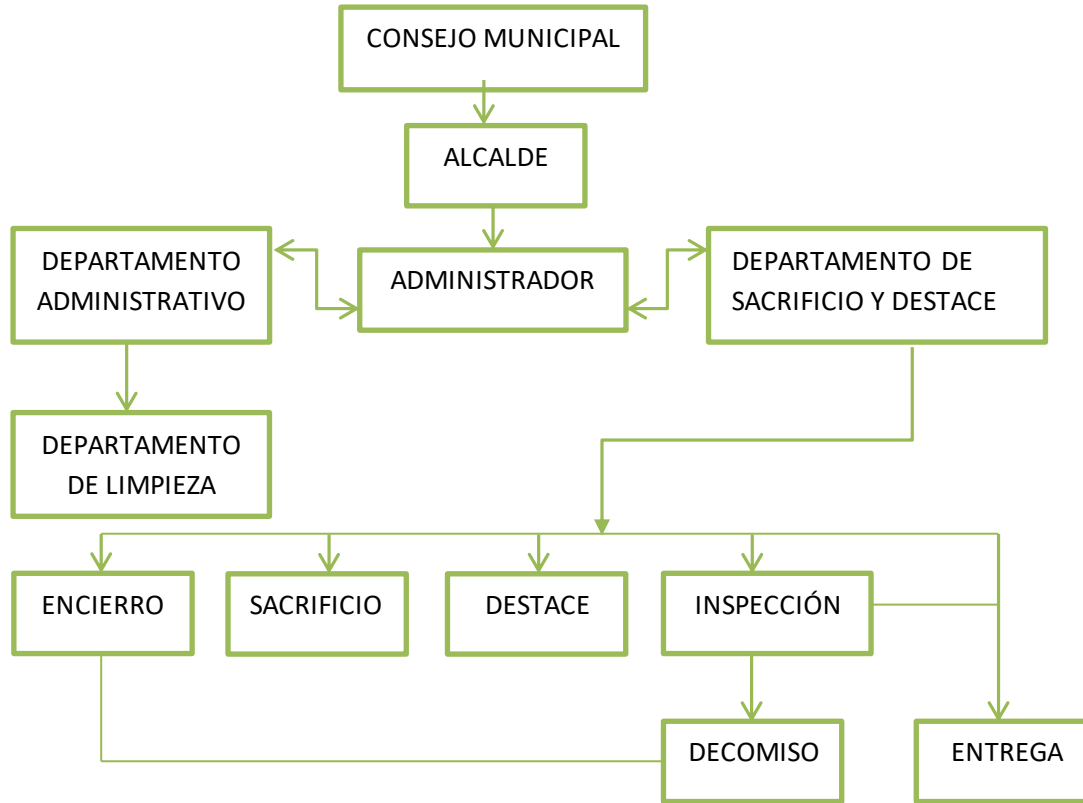 CONSEJO MUNICIPAL
ALCALDE
DEPARTAMENTO
ADMINISTRATIVO
ADMINISTRADOR
DEPARTAMENTO DE
SACRIFICIO Y DESTACE
DEPARTAMENTO
DE LIMPIEZA
ENCIERRO
SACRIFICIO
DESTACE
INSPECCIÓN
DECOMISO
ENTREGA